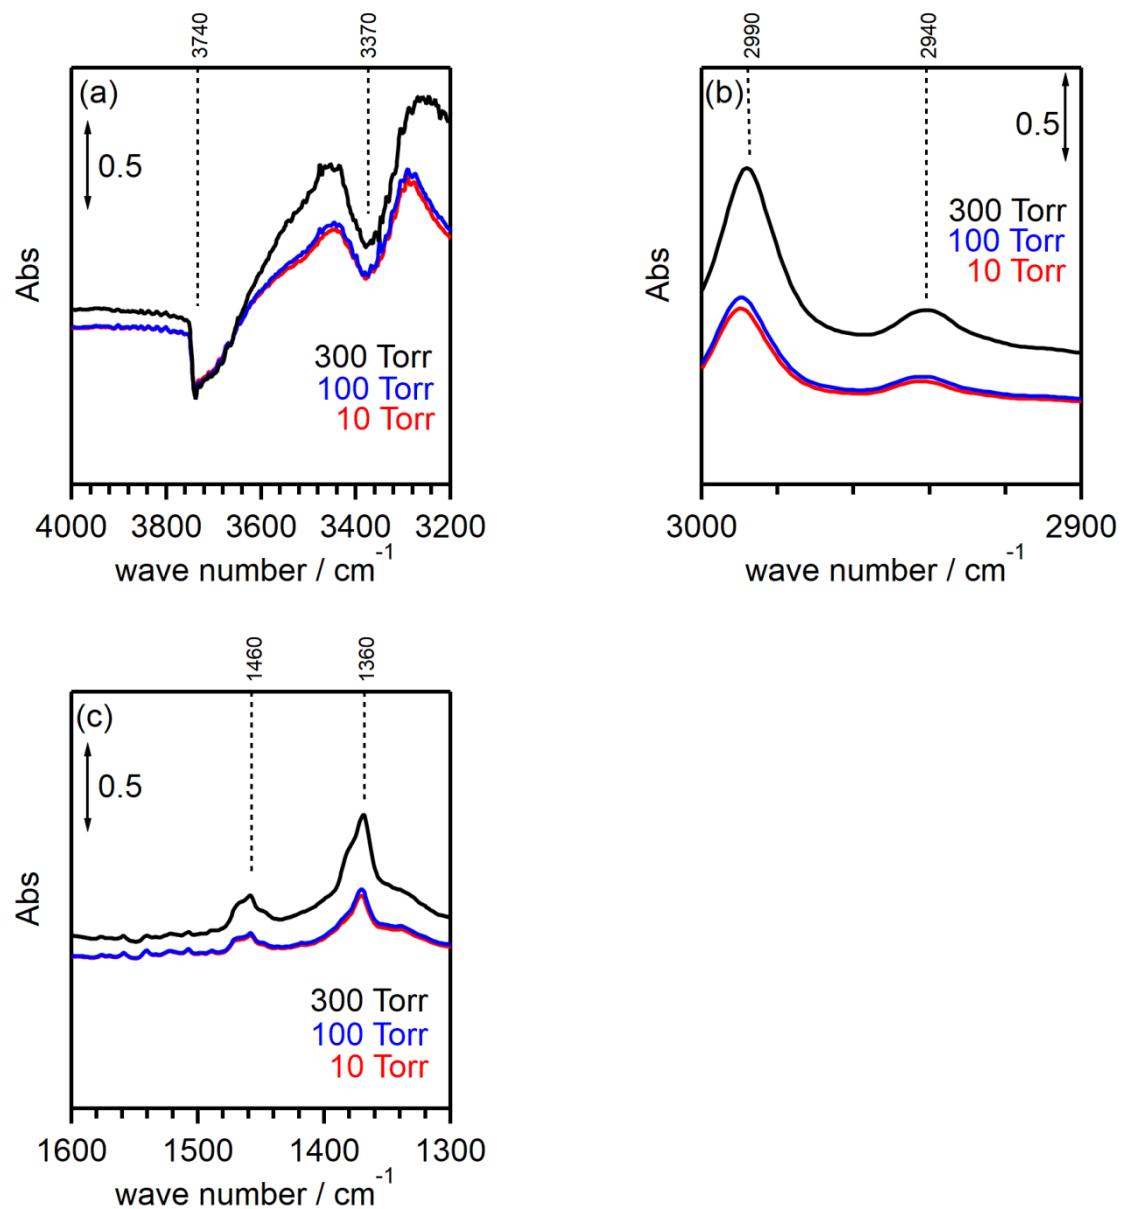 3740
3370
(a)
0.5
Abs
300 Torr
100 Torr
10 Torr
4000
3800
3600
3400
3200
wave number / cm-1
2990
2940
(b)
0.5
Abs
300 Torr
100 Torr
10 Torr
3000
2900
wave number / cm-1
1460
1360
(c)
0.5
Abs
300 Torr
100 Torr
10 Torr
1600
1500
1400
1300
wave number / cm-1